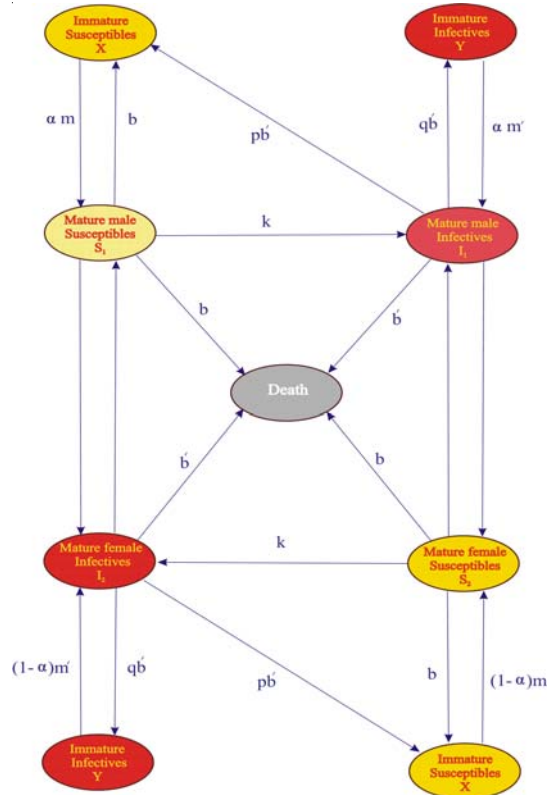 Immature
Susceptibles
X
Immature
Infectives
Y
α m
b
pb′
qb′
α m′
Mature male
Susceptibles
S₁
k
Mature male
Infectives
I₁
b
b′
Death
b′
b
Mature female
Infectives
I₂
k
Mature female
Susceptibles
S₂
(1-α)m′
qb′
pb′
b
(1-α)m
Immature
Infectives
Y
Immature
Susceptibles
X